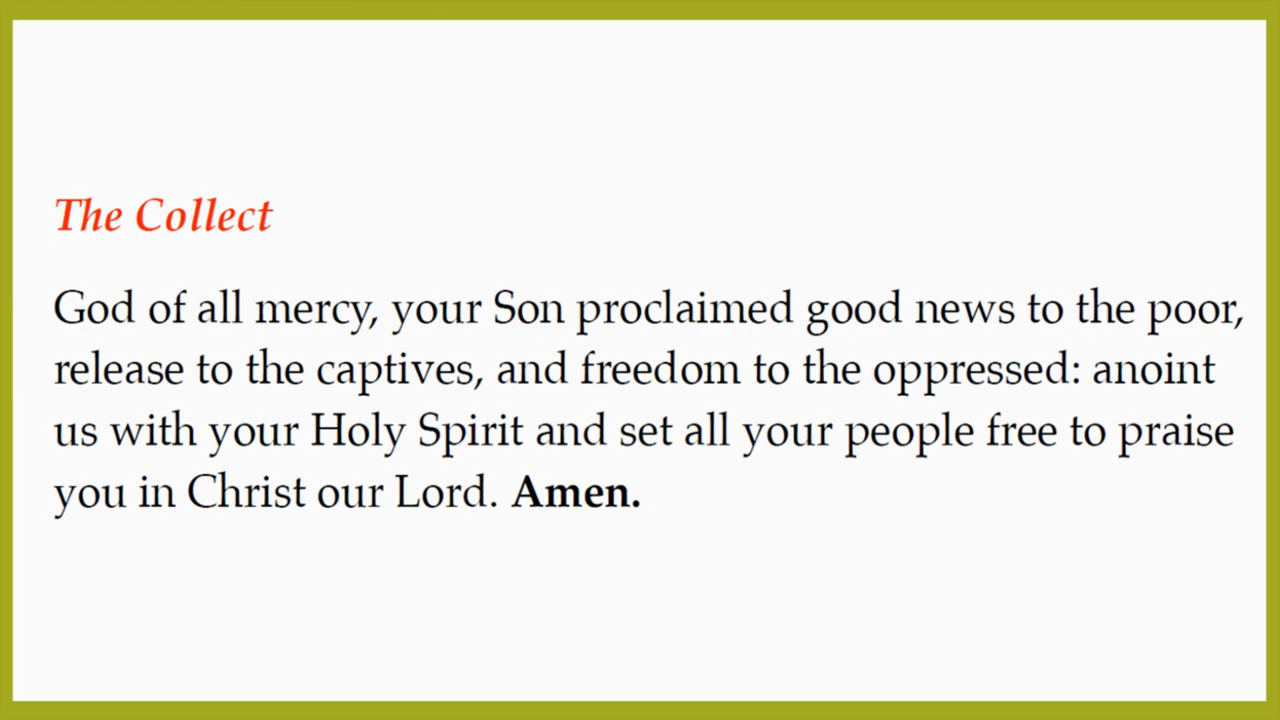 The Collect
God of all mercy, your Son proclaimed good news to the poor,
release to the captives, and freedom to the oppressed: anoint
us with your Holy Spirit and set all your people free to praise
you in Christ our Lord. Amen.